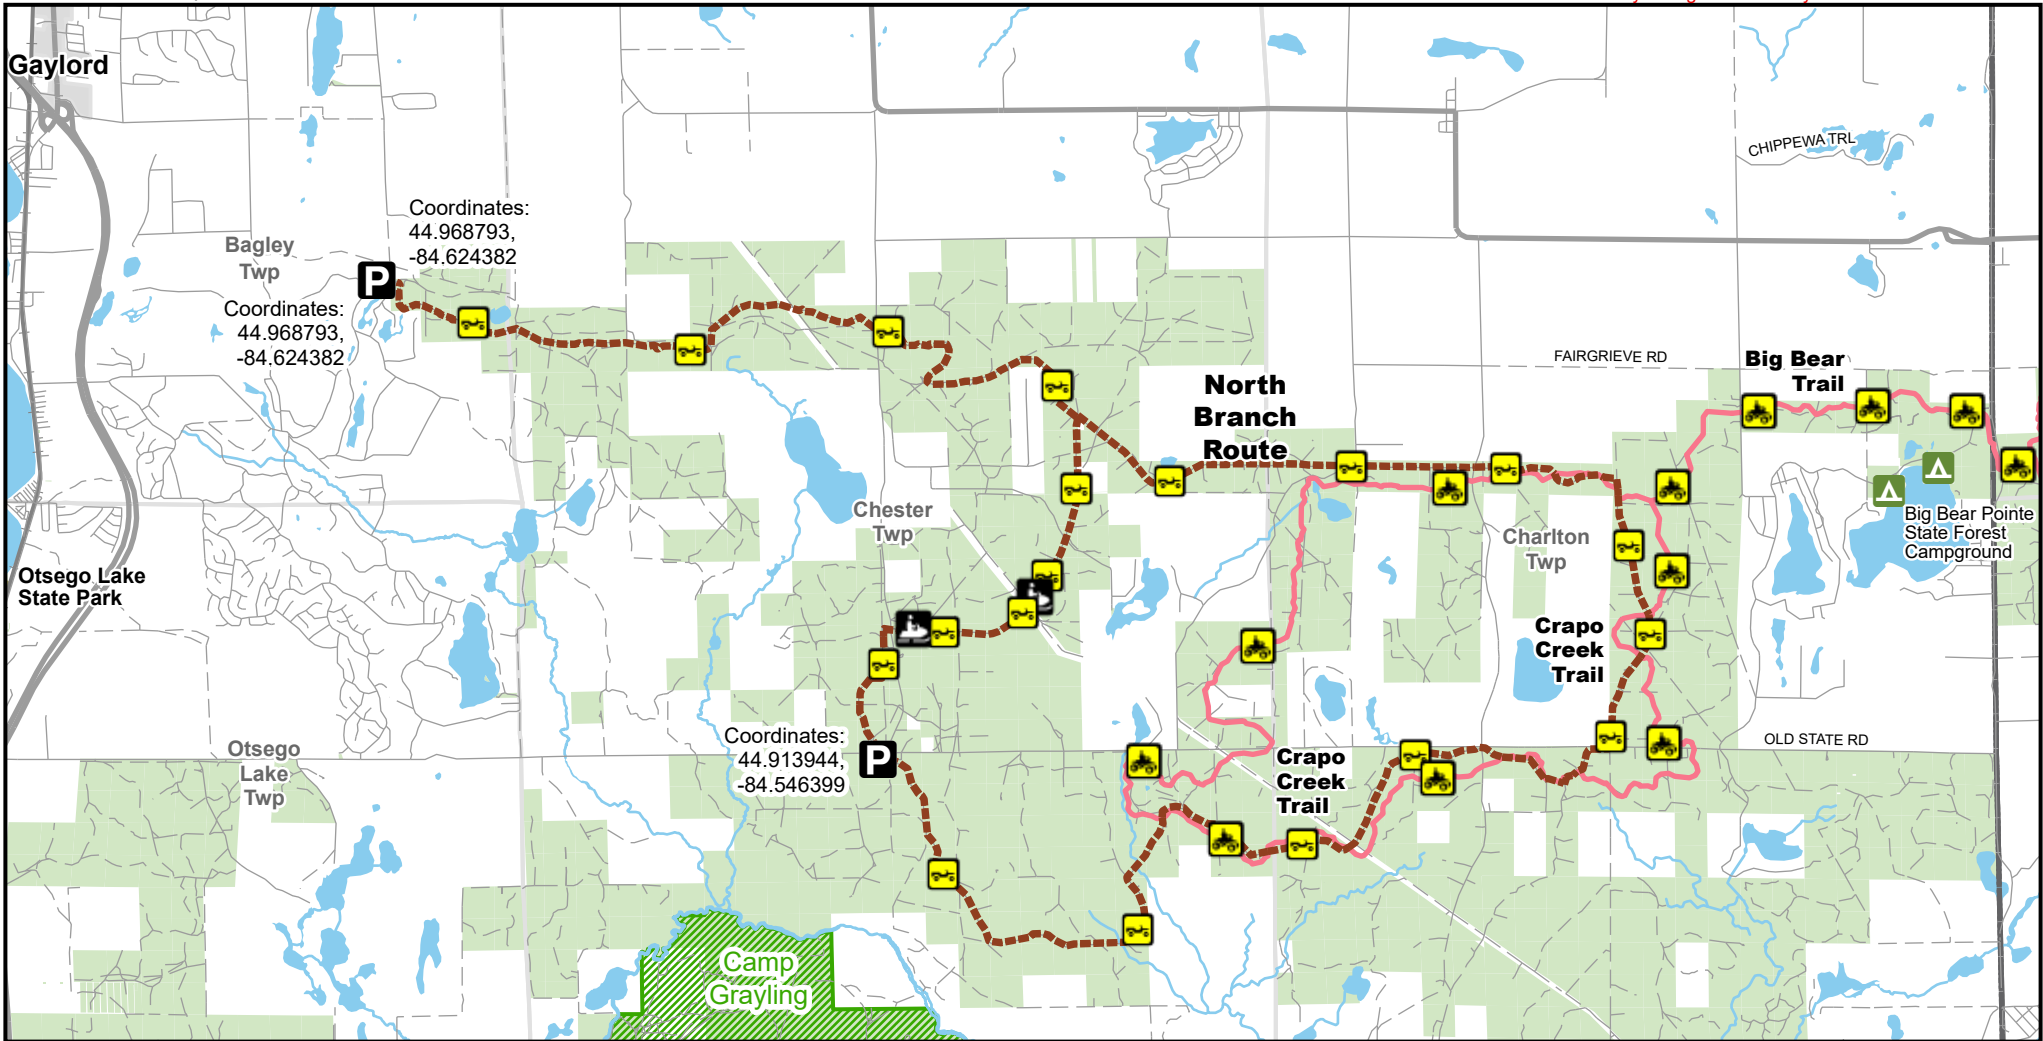 Gaylord
CHIPPEWA TRL
Coordinates:
44.968793,
-84.624382
Bagley
Twp
P
Coordinates:
44.968793,
-84.624382
FAIRGRIEVE RD
Big Bear
Trail
North
Branch
Route
Chester
Twp
Charlton
Twp
Big Bear Pointe
State Forest
Campground
Otsego Lake
State Park
Crapo
Creek
Trail
Otsego
Lake
Twp
Coordinates:
44.913944,
-84.546399
P
OLD STATE RD
Crapo
Creek
Trail
Camp
Grayling